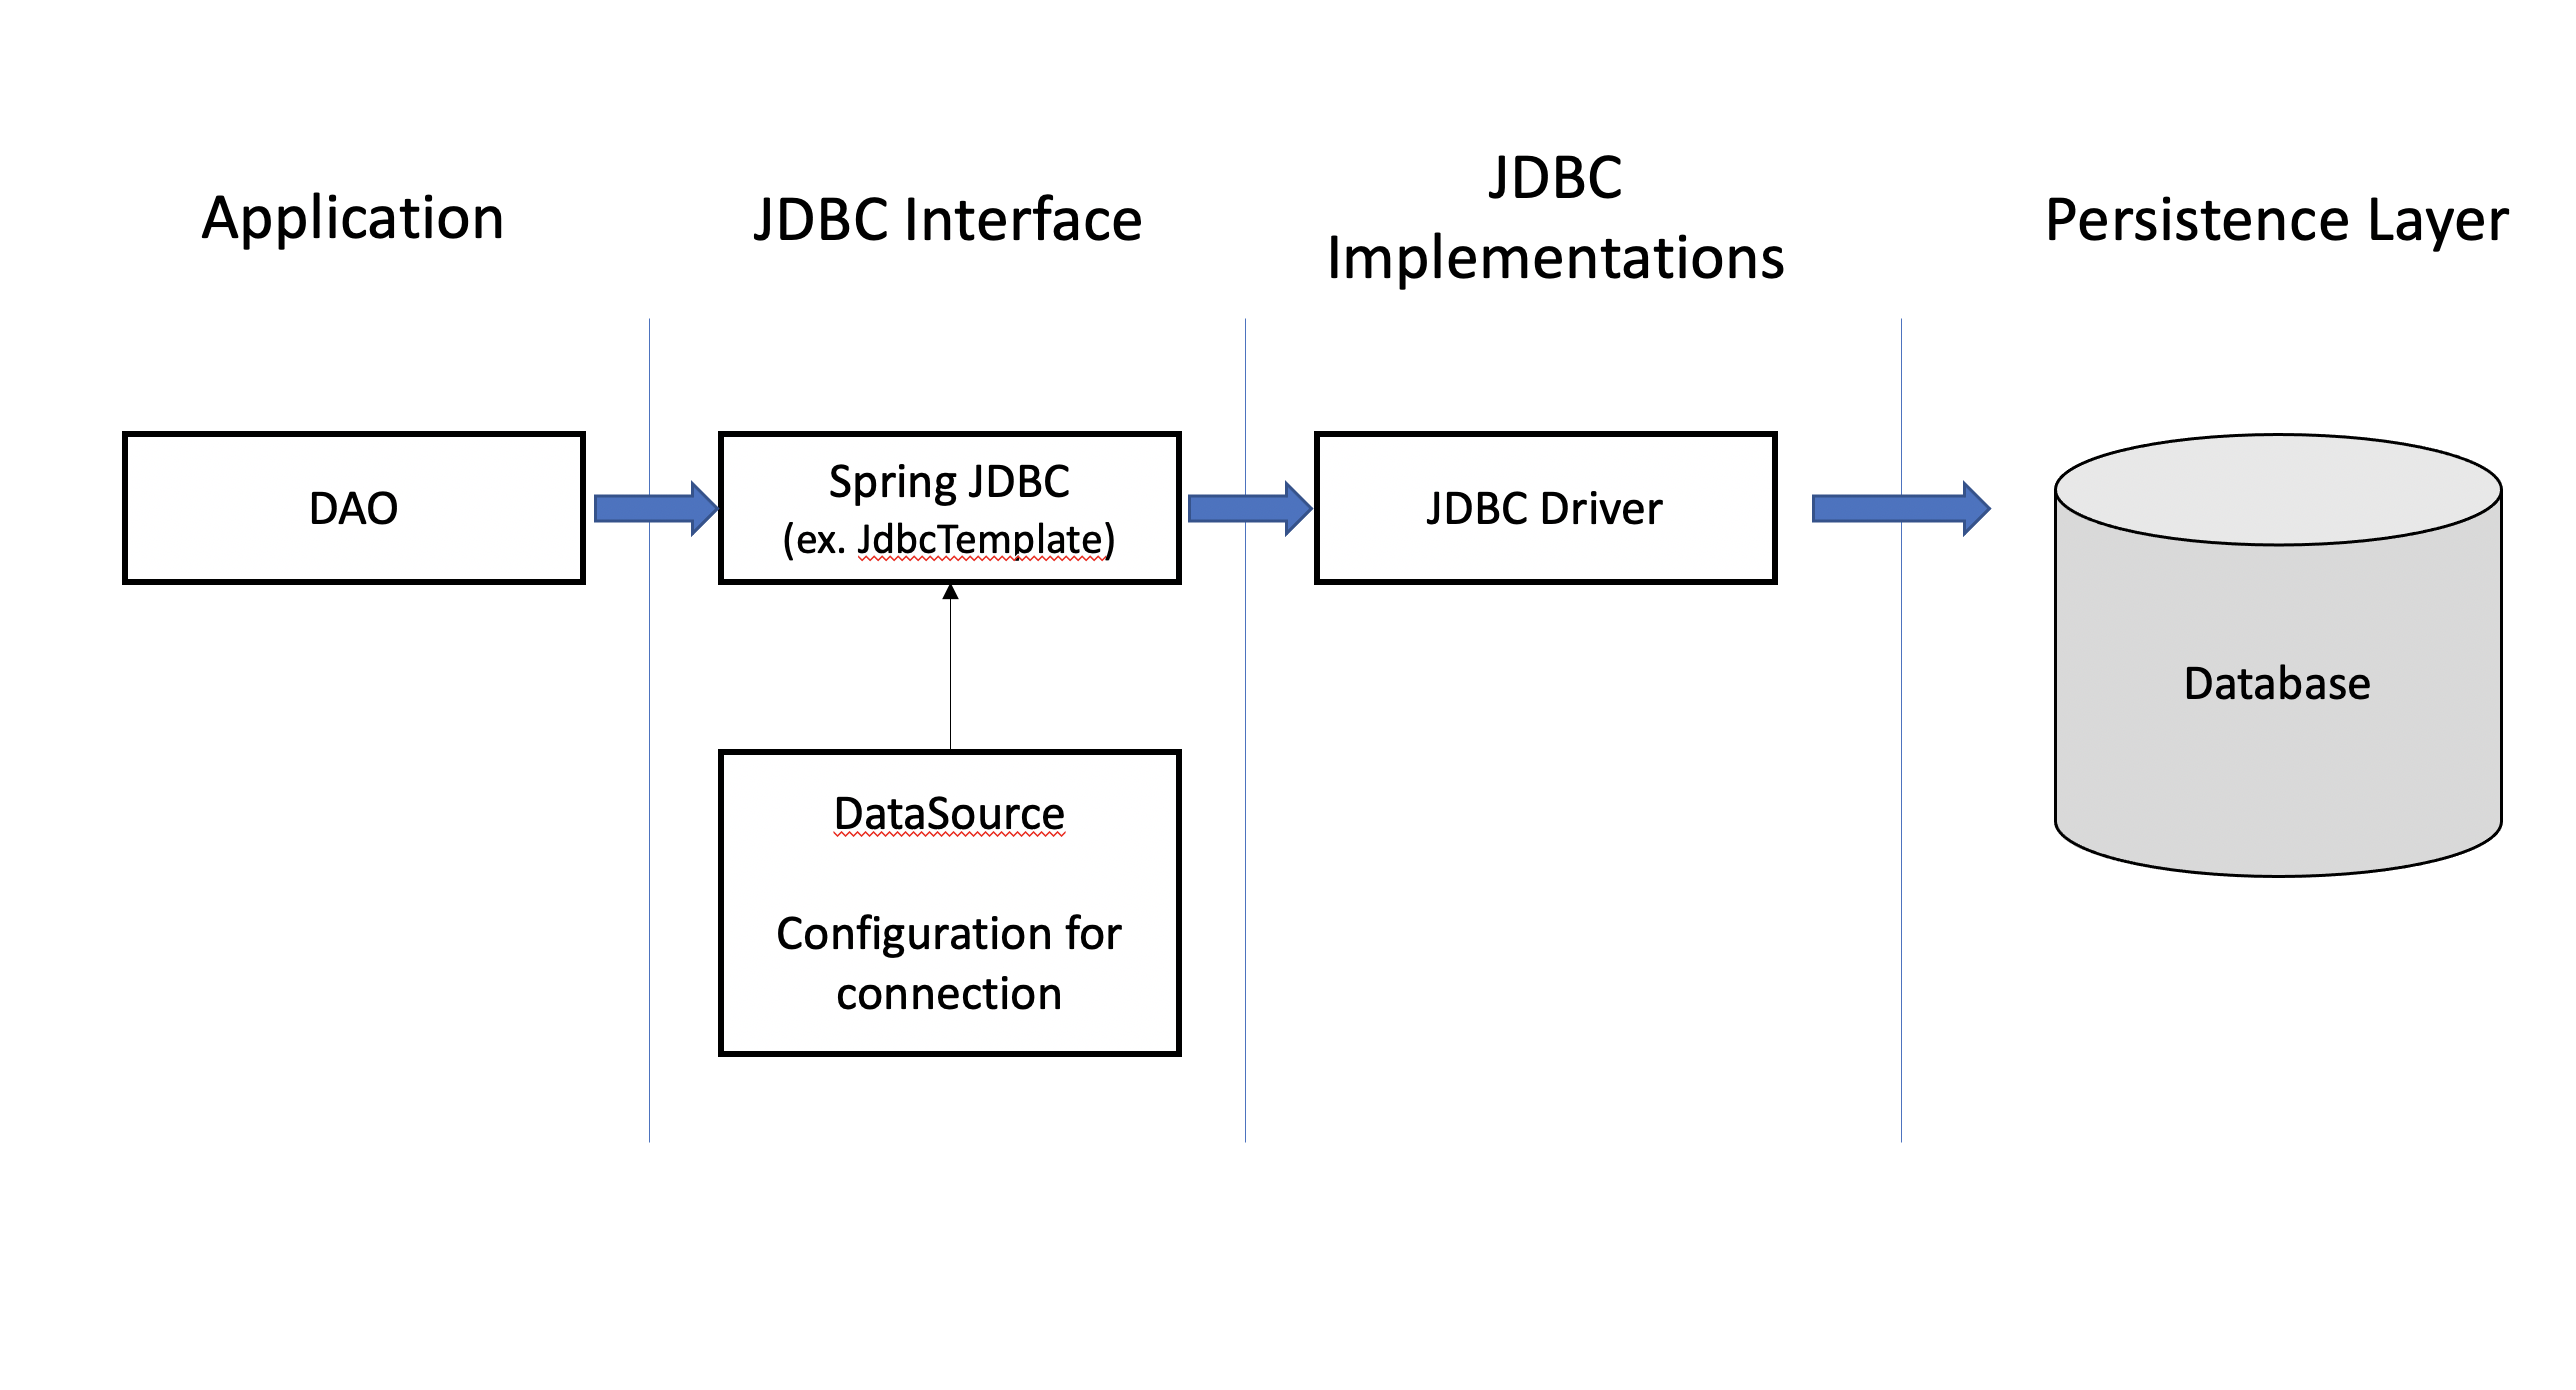 Application
JDBC Interface
JDBC
Implementations
Persistence Layer
DAO
Spring JDBC
(ex. JdbcTemplate)
JDBC Driver
DataSource
Configuration for
connection
Database